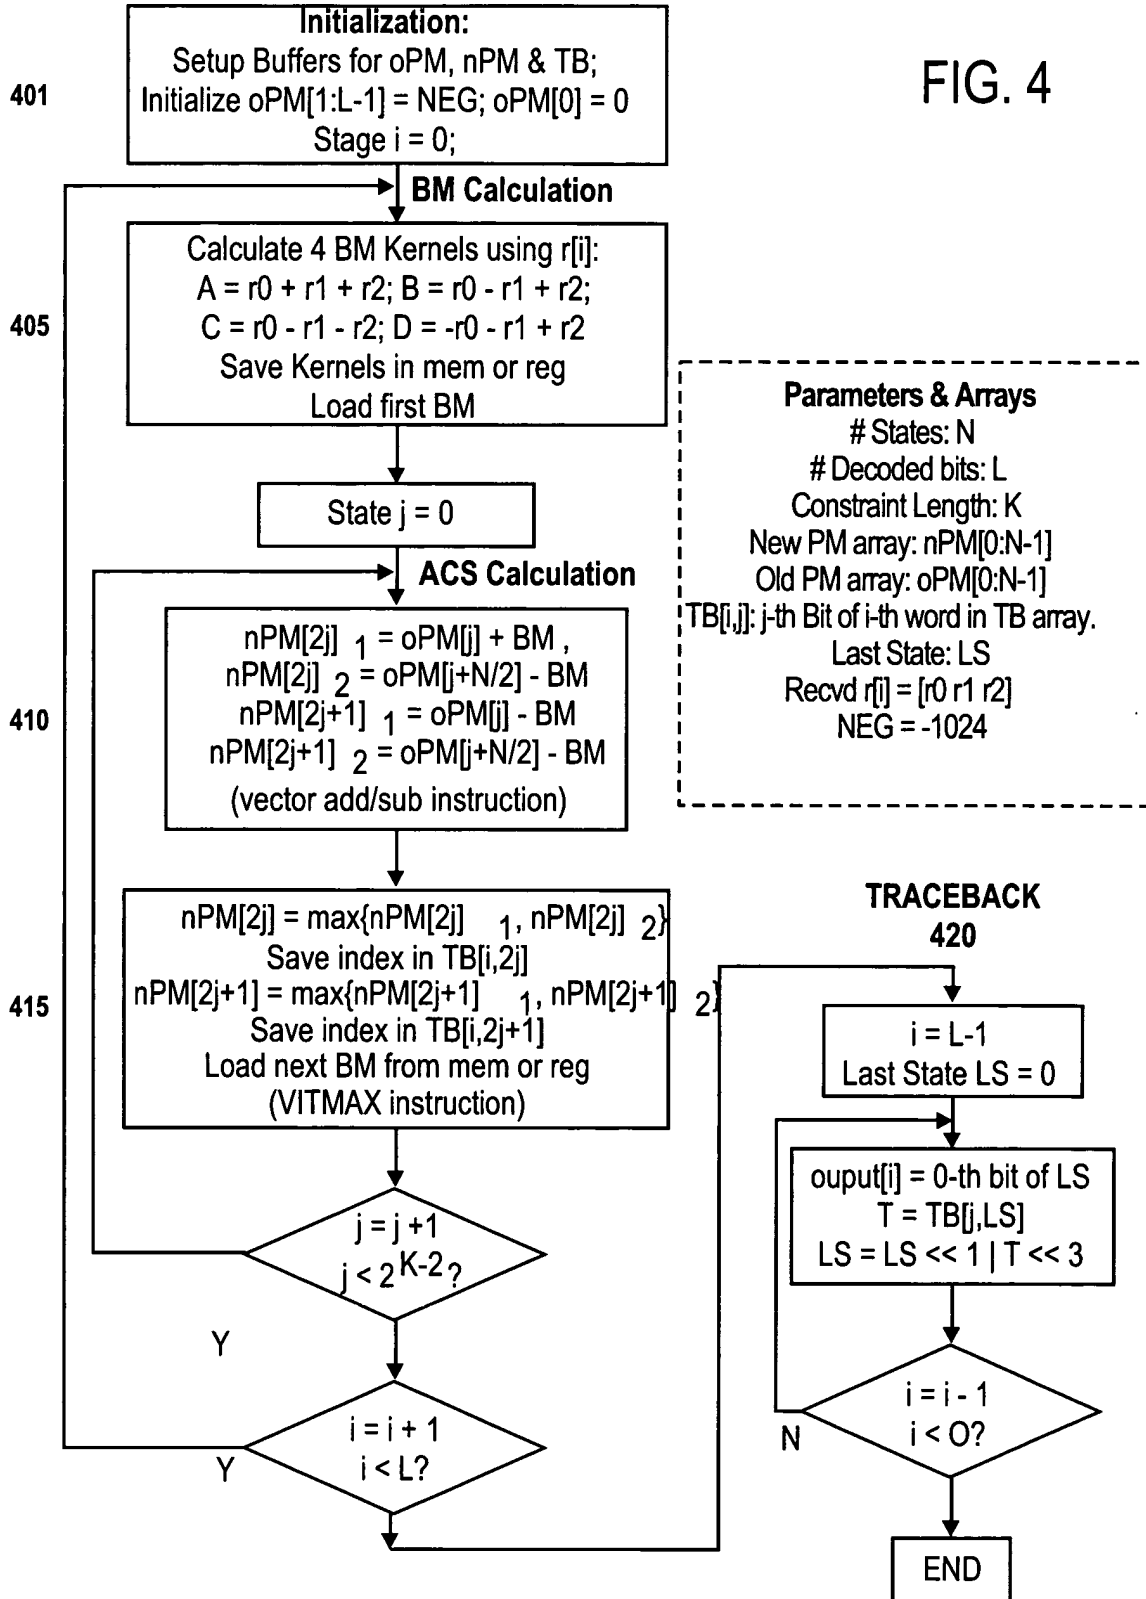 FIG. 4
401
Initialization:
Setup Buffers for oPM, nPM & TB;
Initialize oPM[1:L-1] = NEG; oPM[0] = 0
Stage i = 0;
BM Calculation
405
Calculate 4 BM Kernels using r[i]:
A = r0 + r1 + r2; B = r0 - r1 + r2;
C = r0 - r1 - r2; D = -r0 - r1 + r2
Save Kernels in mem or reg
Load first BM
State j = 0
ACS Calculation
410
nPM[2j] 1 = oPM[j] + BM ,
nPM[2j] 2 = oPM[j+N/2] - BM
nPM[2j+1] 1 = oPM[j] - BM
nPM[2j+1] 2 = oPM[j+N/2] - BM
(vector add/sub instruction)
415
nPM[2j] = max{nPM[2j] 1, nPM[2j] 2}
Save index in TB[i,2j]
nPM[2j+1] = max{nPM[2j+1] 1, nPM[2j+1] 2}
Save index in TB[i,2j+1]
Load next BM from mem or reg
(VITMAX instruction)
j = j +1
j < 2 K-2 ?
Y
i = i + 1
i < L?
Y
Parameters & Arrays
# States: N
# Decoded bits: L
Constraint Length: K
New PM array: nPM[0:N-1]
Old PM array: oPM[0:N-1]
TB[i,j]: j-th Bit of i-th word in TB array.
Last State: LS
Recvd r[i] = [r0 r1 r2]
NEG = -1024
TRACEBACK
420
i = L-1
Last State LS = 0
ouput[i] = 0-th bit of LS
T = TB[j,LS]
LS = LS << 1 | T << 3
i = i - 1
i < O?
N
END